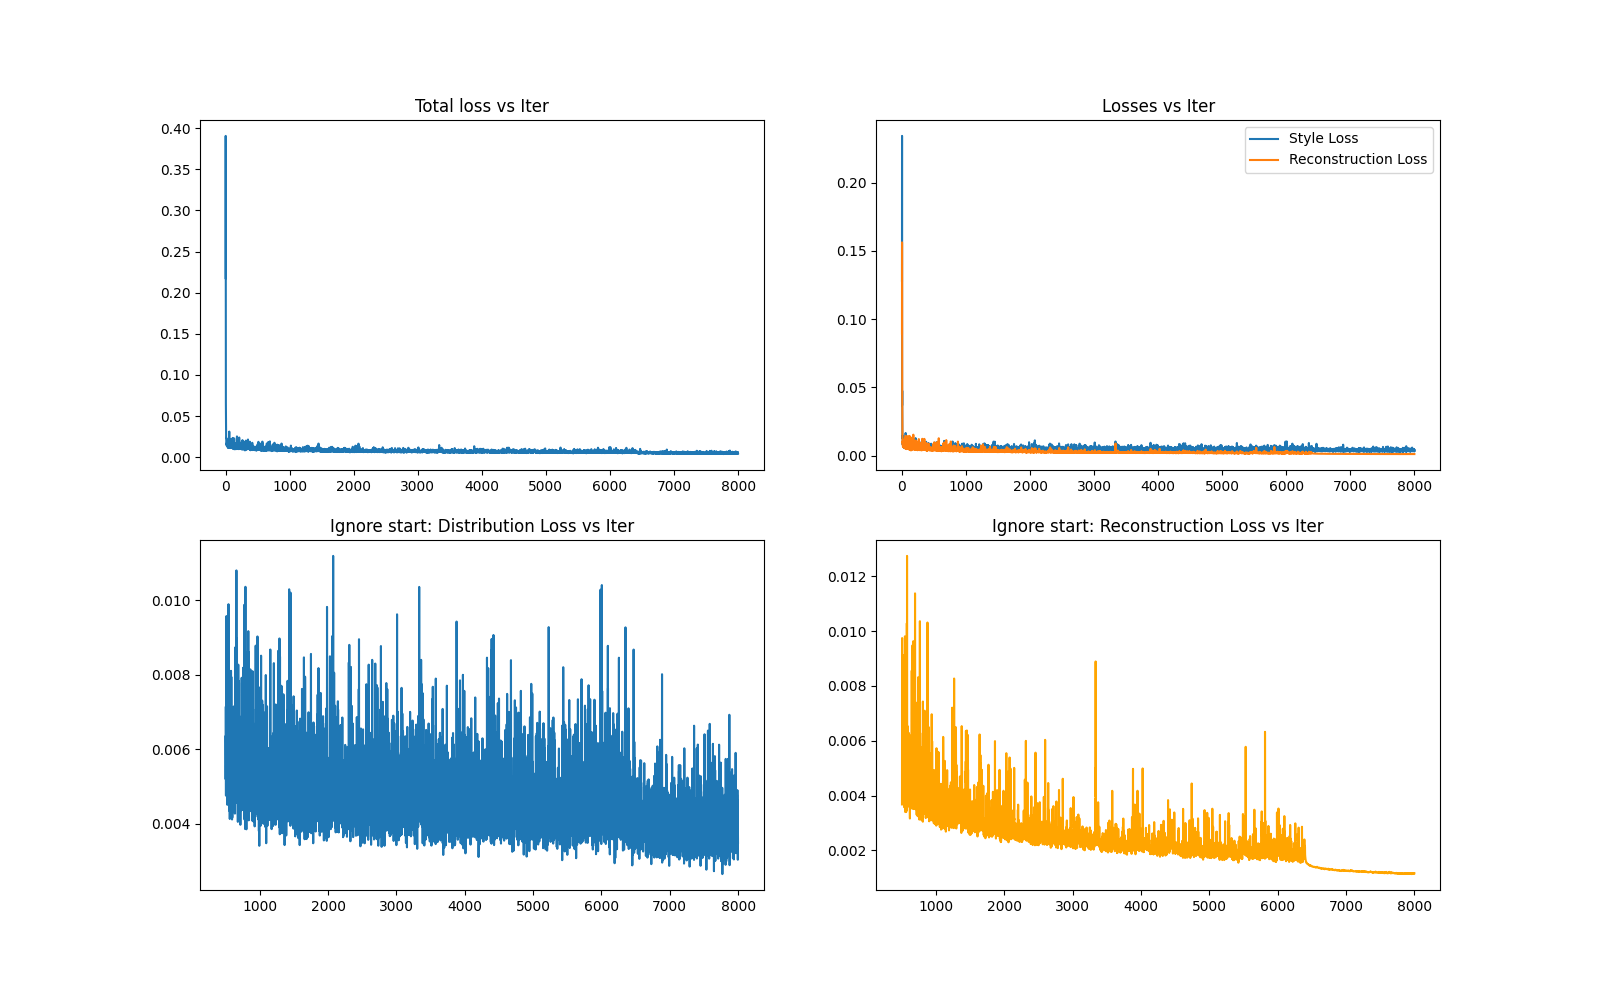 Total loss vs Iter
0.40
0.35
0.30
0.25
0.20
0.15
0.10
0.05
0.00
0 1000 2000 3000 4000 5000 6000 7000 8000
Losses vs Iter
Style Loss
Reconstruction Loss
0.20
0.15
0.10
0.05
0.00
0 1000 2000 3000 4000 5000 6000 7000 8000
Ignore start: Distribution Loss vs Iter
0.010
0.008
0.006
0.004
1000 2000 3000 4000 5000 6000 7000 8000
Ignore start: Reconstruction Loss vs Iter
0.012
0.010
0.008
0.006
0.004
0.002
1000 2000 3000 4000 5000 6000 7000 8000